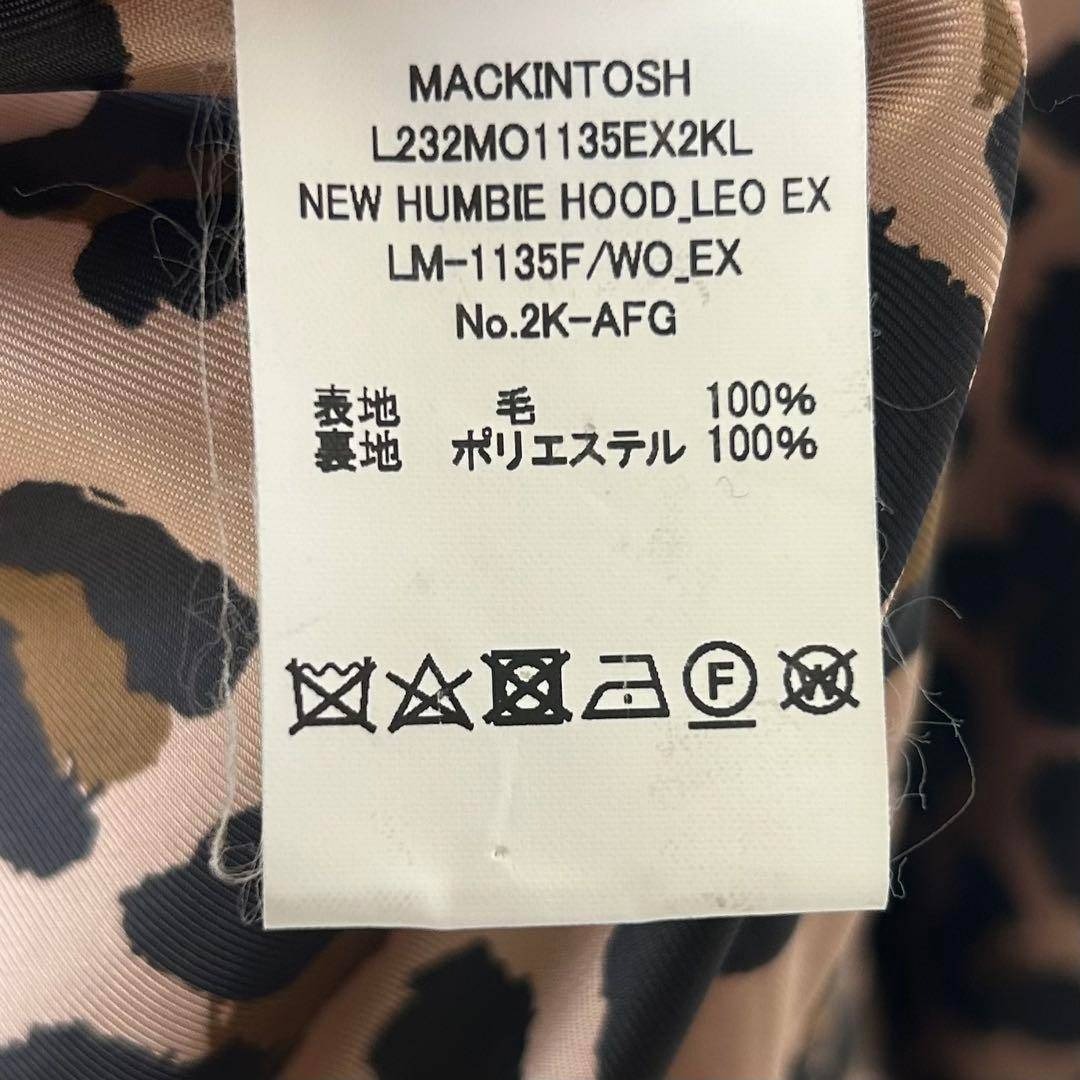 MACKINTOSH
L232MO1135EX2KL
NEW HUMBIE HOOD_LEO EX
LM-1135F/WO_EX
No.2K-AFG
表地 毛 100%
裏地 ポリエステル 100%
F W